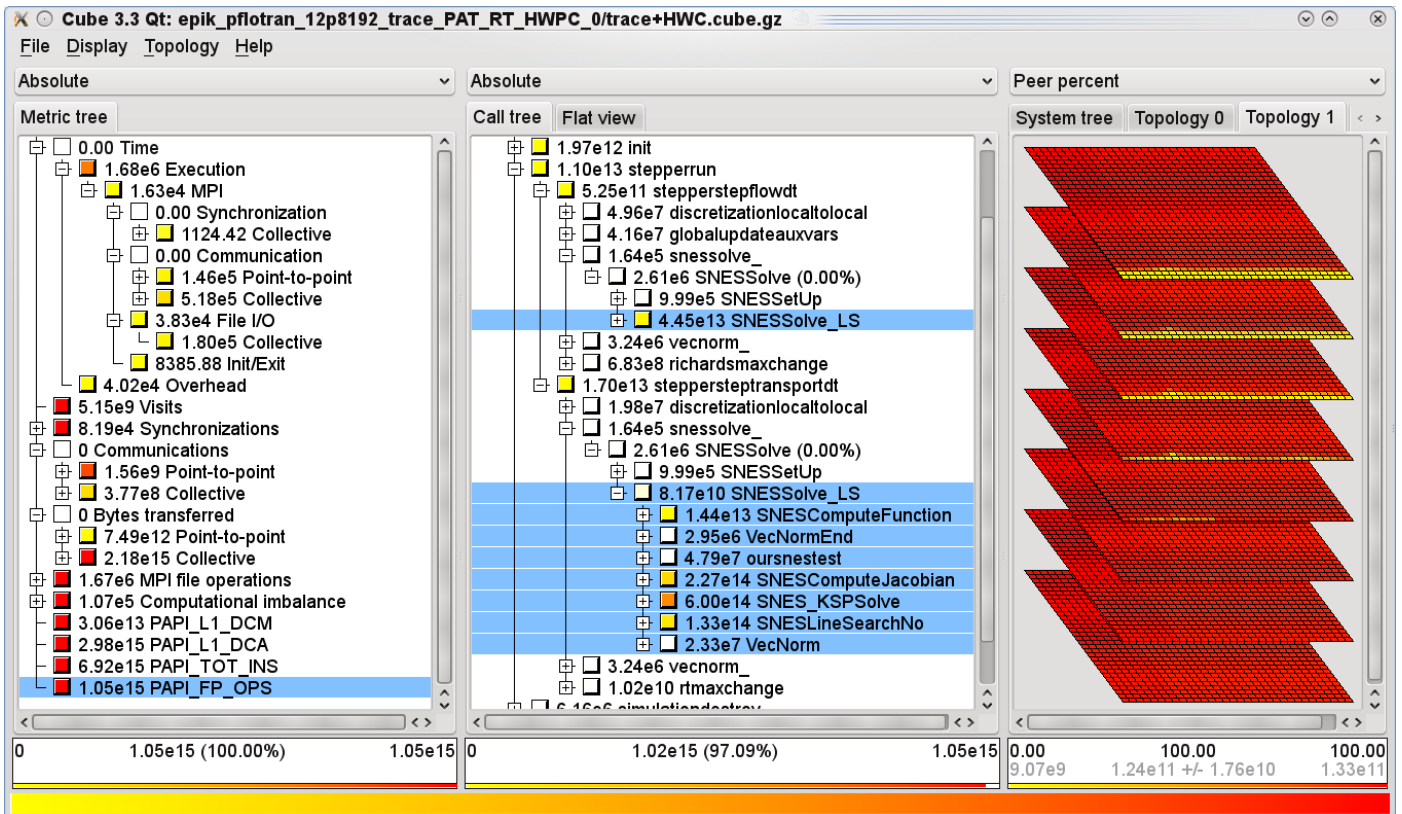 Cube 3.3 Qt: epik_pflotran_12p8192_trace_PAT_RT_HWPC_0/trace+HWC.cube.gz
File Display Topology Help
Absolute
Absolute
Peer percent
Metric tree
Call tree Flat view
System tree Topology 0 Topology 1
0.00 Time
1.68e6 Execution
1.63e4 MPI
0.00 Synchronization
1124.42 Collective
0.00 Communication
1.46e5 Point-to-point
5.18e5 Collective
3.83e4 File I/O
1.80e5 Collective
8385.88 Init/Exit
4.02e4 Overhead
5.15e9 Visits
8.19e4 Synchronizations
0 Communications
1.56e9 Point-to-point
3.77e8 Collective
0 Bytes transferred
7.49e12 Point-to-point
2.18e15 Collective
1.67e6 MPI file operations
1.07e5 Computational imbalance
3.06e13 PAPI_L1_DCM
2.98e15 PAPI_L1_DCA
6.92e15 PAPI_TOT_INS
1.05e15 PAPI_FP_OPS
1.97e12 init
1.10e13 stepperrun
5.25e11 stepperstepflowdt
4.96e7 discretizationlocaltolocal
4.16e7 globalupdateauxvars
1.64e5 snessolve_
2.61e6 SNESSolve (0.00%)
9.99e5 SNESSetUp
4.45e13 SNESSolve_LS
3.24e6 vecnorm_
6.83e8 richardsmaxchange
1.70e13 steppersteptransportdt
1.98e7 discretizationlocaltolocal
1.64e5 snessolve_
2.61e6 SNESSolve (0.00%)
9.99e5 SNESSetUp
8.17e10 SNESSolve_LS
1.44e13 SNESComputeFunction
2.95e6 VecNormEnd
4.79e7 oursnestest
2.27e14 SNESComputeJacobian
6.00e14 SNES_KSPSolve
1.33e14 SNESLineSearchNo
2.33e7 VecNorm
3.24e6 vecnorm_
1.02e10 rtmaxchange
6.16e6 simulationdestroy
0 1.05e15 (100.00%) 1.05e15
0 1.02e15 (97.09%) 1.05e15
0.00 100.00 100.00
9.07e9 1.24e11 +/- 1.76e10 1.33e11